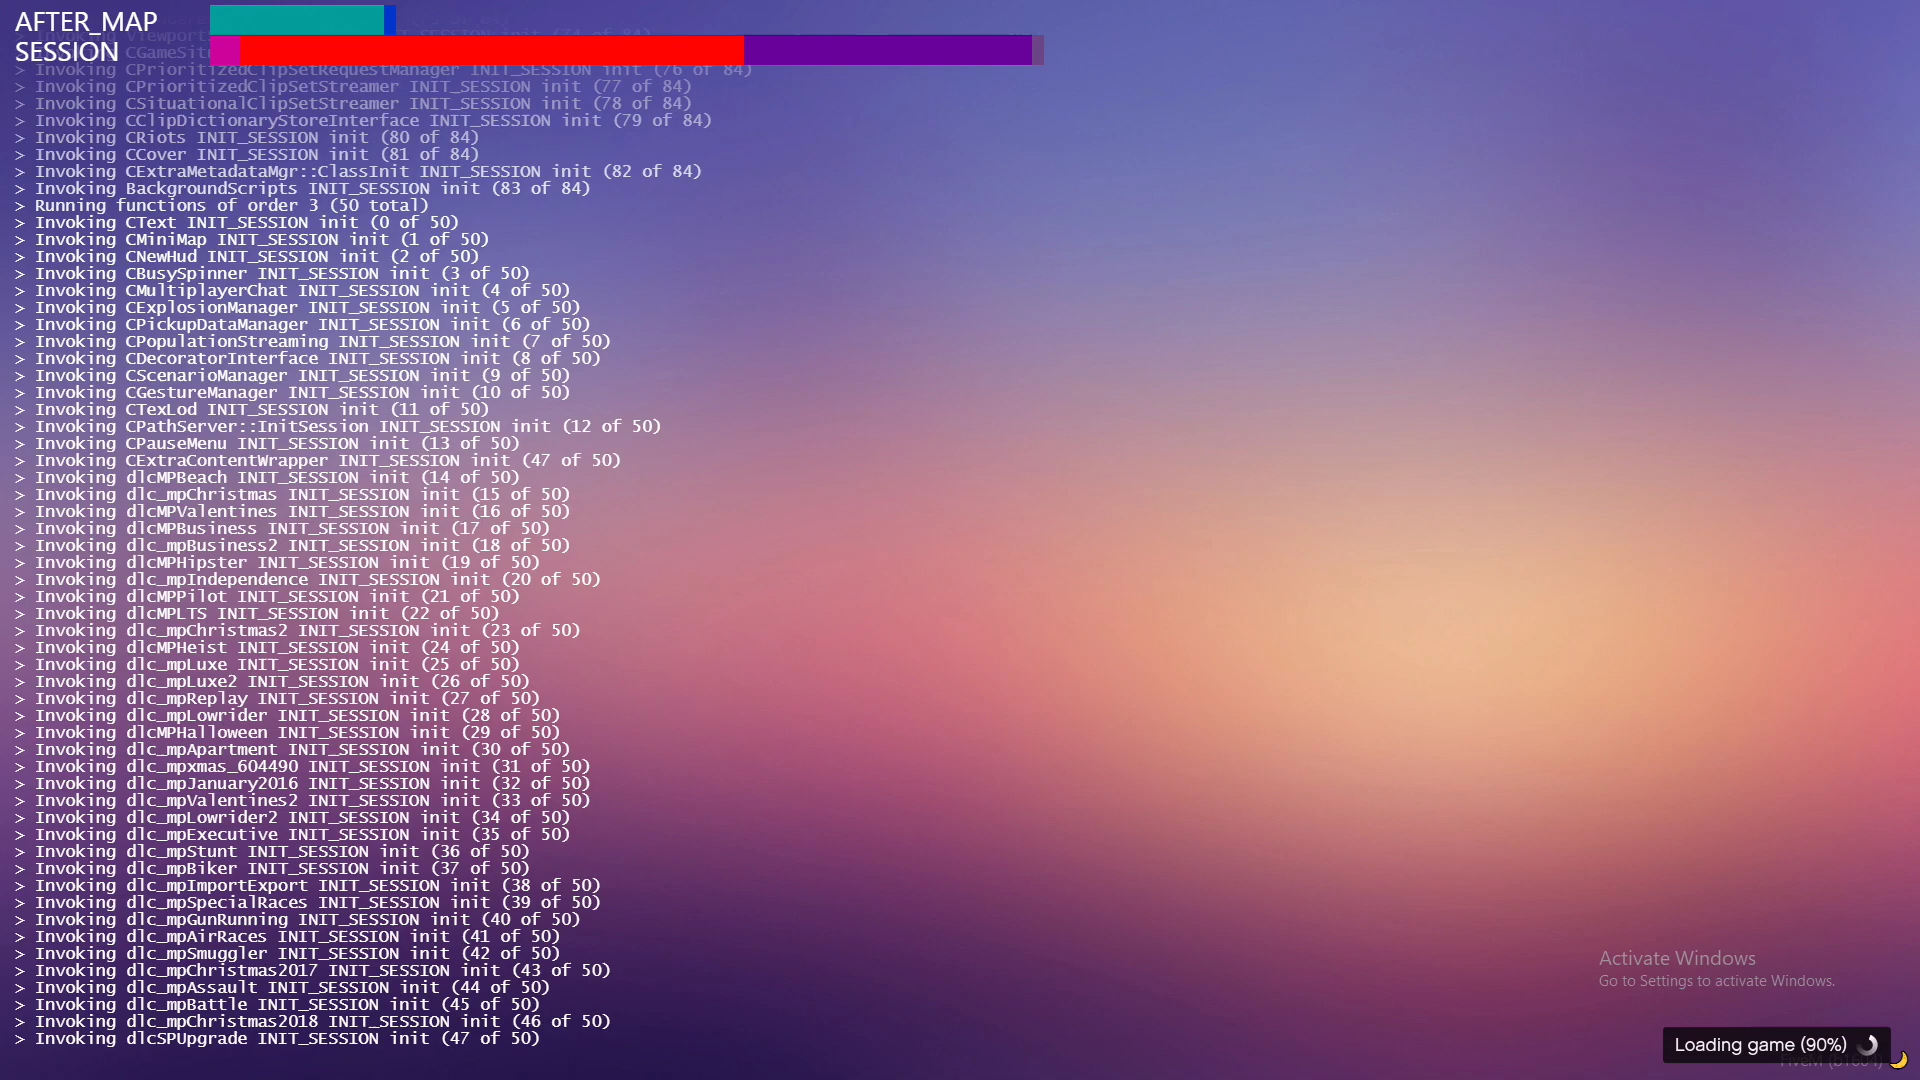 AFTER_MAP
SESSION
> Invoking CPrioritizedClipSetRequestManager INIT_SESSION init (76 of 84)
> Invoking CPrioritizedClipSetStreamer INIT_SESSION init (77 of 84)
> Invoking CSituationalClipSetStreamer INIT_SESSION init (78 of 84)
> Invoking CClipDictionaryStoreInterface INIT_SESSION init (79 of 84)
> Invoking CRiots INIT_SESSION init (80 of 84)
> Invoking CCover INIT_SESSION init (81 of 84)
> Invoking CExtraMetadataMgr::ClassInit INIT_SESSION init (82 of 84)
> Invoking BackgroundScripts INIT_SESSION init (83 of 84)
> Running functions of order 3 (50 total)
> Invoking CText INIT_SESSION init (0 of 50)
> Invoking CMiniMap INIT_SESSION init (1 of 50)
> Invoking CNewHud INIT_SESSION init (2 of 50)
> Invoking CBusySpinner INIT_SESSION init (3 of 50)
> Invoking CMultiplayerChat INIT_SESSION init (4 of 50)
> Invoking CExplosionManager INIT_SESSION init (5 of 50)
> Invoking CPickupDataManager INIT_SESSION init (6 of 50)
> Invoking CPopulationStreaming INIT_SESSION init (7 of 50)
> Invoking CDecoratorInterface INIT_SESSION init (8 of 50)
> Invoking CScenarioManager INIT_SESSION init (9 of 50)
> Invoking CGestureManager INIT_SESSION init (10 of 50)
> Invoking CTexLod INIT_SESSION init (11 of 50)
> Invoking CPathServer::InitSession INIT_SESSION init (12 of 50)
> Invoking CPauseMenu INIT_SESSION init (13 of 50)
> Invoking CExtraContentWrapper INIT_SESSION init (47 of 50)
> Invoking dlcMPBeach INIT_SESSION init (14 of 50)
> Invoking dlc_mpChristmas INIT_SESSION init (15 of 50)
> Invoking dlcMPValentines INIT_SESSION init (16 of 50)
> Invoking dlcMPBusiness INIT_SESSION init (17 of 50)
> Invoking dlc_mpBusiness2 INIT_SESSION init (18 of 50)
> Invoking dlcMPHipster INIT_SESSION init (19 of 50)
> Invoking dlc_mpIndependence INIT_SESSION init (20 of 50)
> Invoking dlcMPPilot INIT_SESSION init (21 of 50)
> Invoking dlcMPLTS INIT_SESSION init (22 of 50)
> Invoking dlc_mpChristmas2 INIT_SESSION init (23 of 50)
> Invoking dlcMPHeist INIT_SESSION init (24 of 50)
> Invoking dlc_mpLuxe INIT_SESSION init (25 of 50)
> Invoking dlc_mpLuxe2 INIT_SESSION init (26 of 50)
> Invoking dlc_mpReplay INIT_SESSION init (27 of 50)
> Invoking dlc_mpLowrider INIT_SESSION init (28 of 50)
> Invoking dlcMPHalloween INIT_SESSION init (29 of 50)
> Invoking dlc_mpApartment INIT_SESSION init (30 of 50)
> Invoking dlc_mpxmas_604490 INIT_SESSION init (31 of 50)
> Invoking dlc_mpJanuary2016 INIT_SESSION init (32 of 50)
> Invoking dlc_mpValentines2 INIT_SESSION init (33 of 50)
> Invoking dlc_mpLowrider2 INIT_SESSION init (34 of 50)
> Invoking dlc_mpExecutive INIT_SESSION init (35 of 50)
> Invoking dlc_mpStunt INIT_SESSION init (36 of 50)
> Invoking dlc_mpBiker INIT_SESSION init (37 of 50)
> Invoking dlc_mpImportExport INIT_SESSION init (38 of 50)
> Invoking dlc_mpSpecialRaces INIT_SESSION init (39 of 50)
> Invoking dlc_mpGunRunning INIT_SESSION init (40 of 50)
> Invoking dlc_mpAirRaces INIT_SESSION init (41 of 50)
> Invoking dlc_mpSmuggler INIT_SESSION init (42 of 50)
> Invoking dlc_mpChristmas2017 INIT_SESSION init (43 of 50)
> Invoking dlc_mpAssault INIT_SESSION init (44 of 50)
> Invoking dlc_mpBattle INIT_SESSION init (45 of 50)
> Invoking dlc_mpChristmas2018 INIT_SESSION init (46 of 50)
> Invoking dlcSPUpgrade INIT_SESSION init (47 of 50)
Activate Windows
Go to Settings to activate Windows.
Loading game (90%)